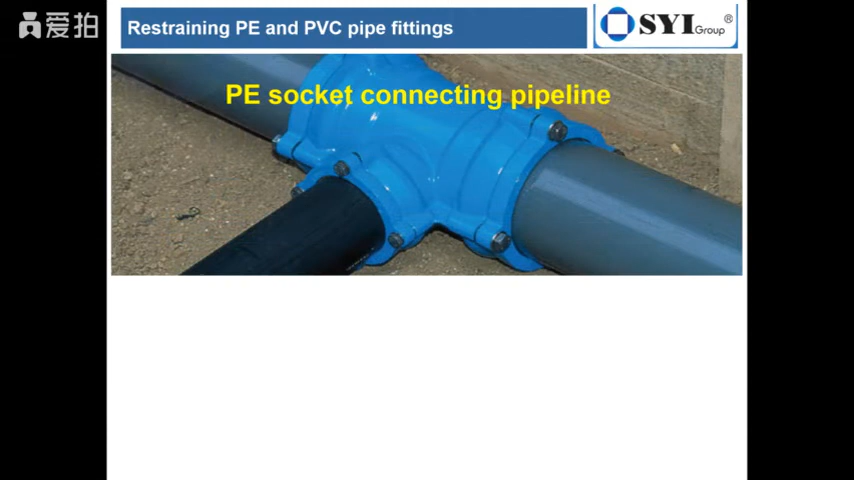 爱拍
Restraining PE and PVC pipe fittings
SYI Group ®
PE socket connecting pipeline